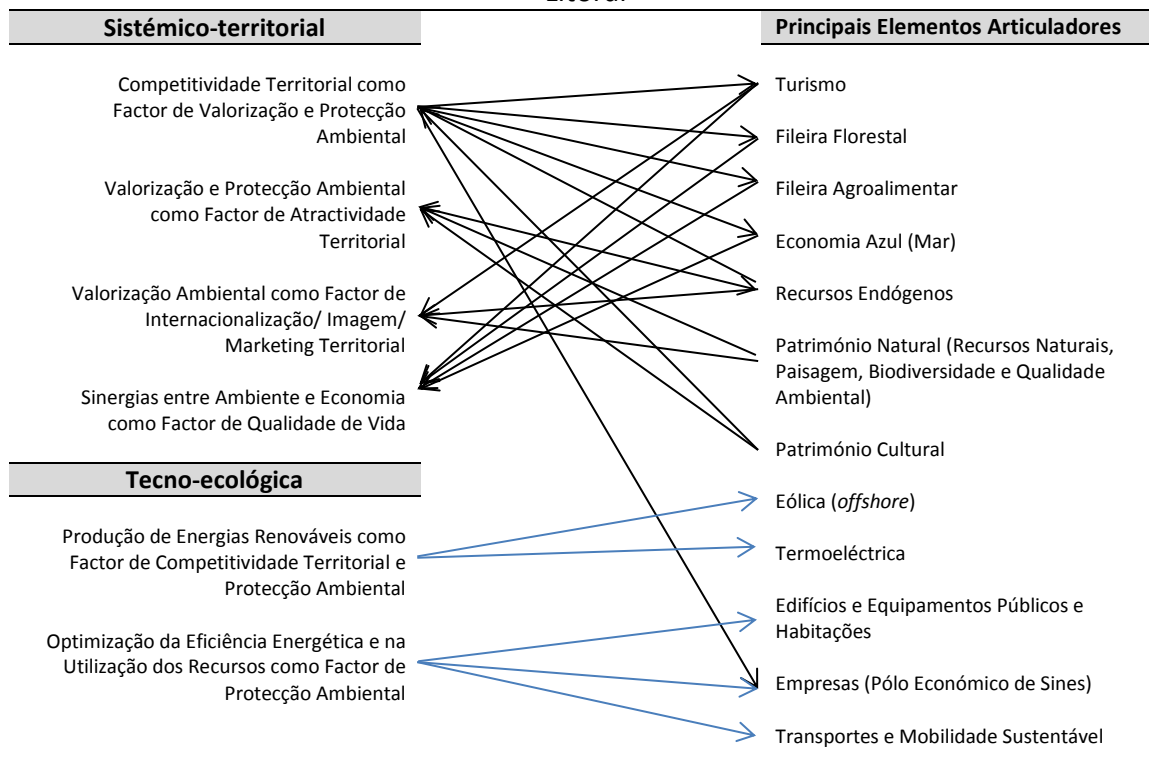 Litoral
Sistémico-territorial
Competitividade Territorial como
Factor de Valorização e Protecção
Ambiental
Valorização e Protecção Ambiental
como Factor de Atractividade
Territorial
Valorização Ambiental como Factor de
Internacionalização/ Imagem/
Marketing Territorial
Sinergias entre Ambiente e Economia
como Factor de Qualidade de Vida
Tecno-ecológica
Produção de Energias Renováveis como
Factor de Competitividade Territorial e
Protecção Ambiental
Optimização da Eficiência Energética e na
Utilização dos Recursos como Factor de
Protecção Ambiental
Principais Elementos Articuladores
Turismo
Fileira Florestal
Fileira Agroalimentar
Economia Azul (Mar)
Recursos Endógenos
Património Natural (Recursos Naturais,
Paisagem, Biodiversidade e Qualidade
Ambiental)
Património Cultural
Eólica (offshore)
Termoeléctrica
Edifícios e Equipamentos Públicos e
Habitações
Empresas (Pólo Económico de Sines)
Transportes e Mobilidade Sustentável